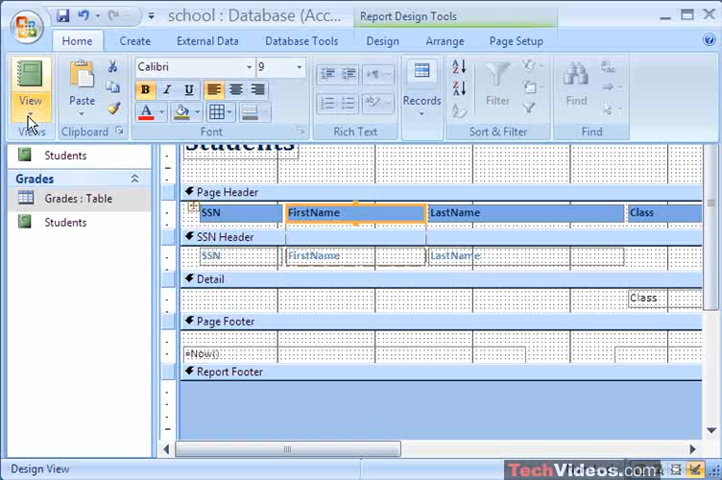 school : Database (Acc... Report Design Tools
Home Create External Data Database Tools Design Arrange Page Setup
View
Views
Paste
Clipboard
Calibri 9
B I U
A
Font
Rich Text
Records
Filter
Sort & Filter
Find
Find
Students
Grades
Grades : Table
Students
Students
Page Header
SSN FirstName LastName Class
SSN Header
SSN FirstName LastName
Detail
Class
Page Footer
=Now()
Report Footer
Design View
TechVideos.com